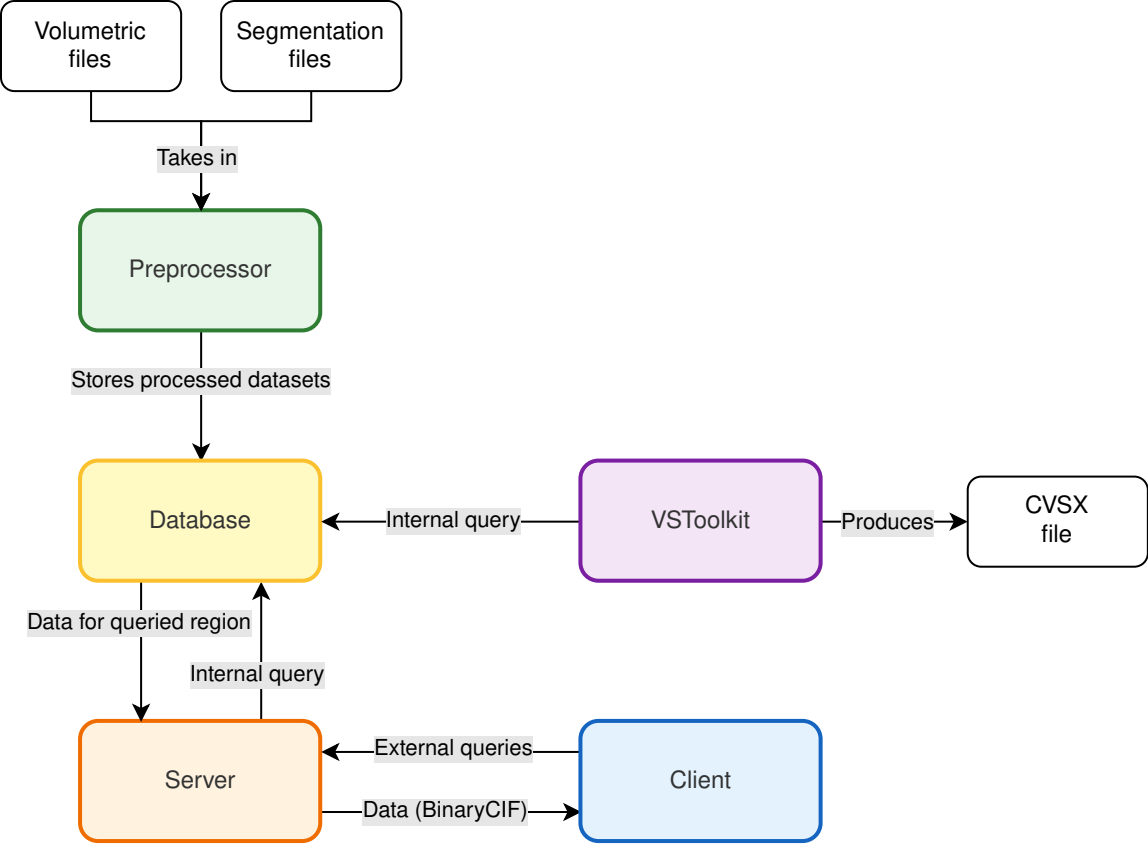 Volumetric
files
Segmentation
files
Takes in
Preprocessor
Stores processed datasets
Database
Internal query
VSToolkit
Produces
CVSX
file
Data for queried region
Internal query
Server
External queries
Data (BinaryCIF)
Client